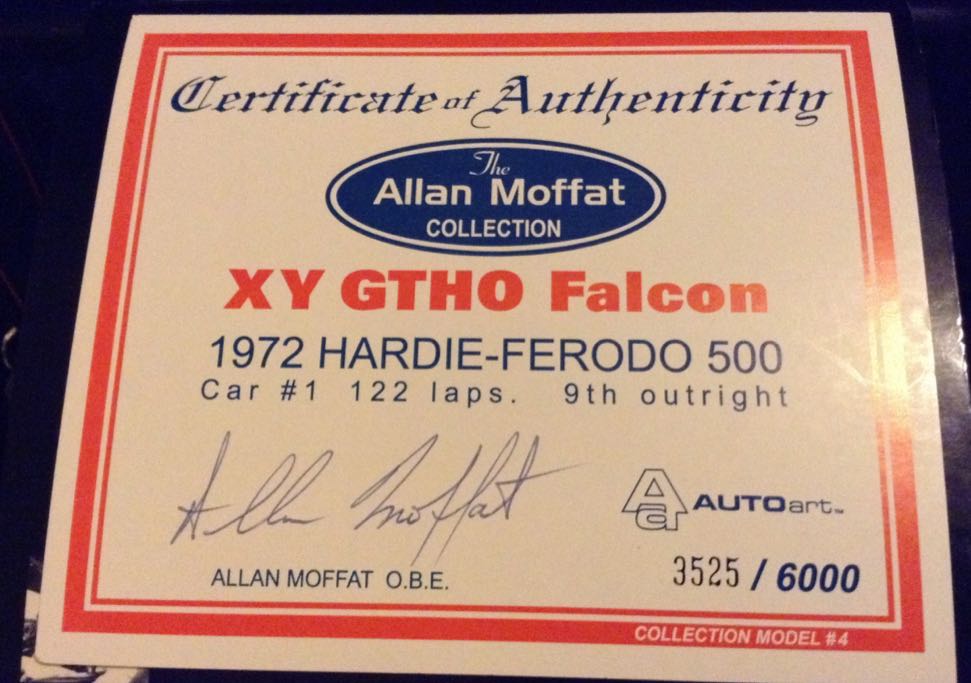 Certificate of Authenticity
The
Allan Moffat
COLLECTION
XY GTHO Falcon
1972 HARDIE-FERODO 500
Car #1 122 laps. 9th outright
Allan Moffat
AUTOart™
ALLAN MOFFAT O.B.E.
3525 / 6000
COLLECTION MODEL #4